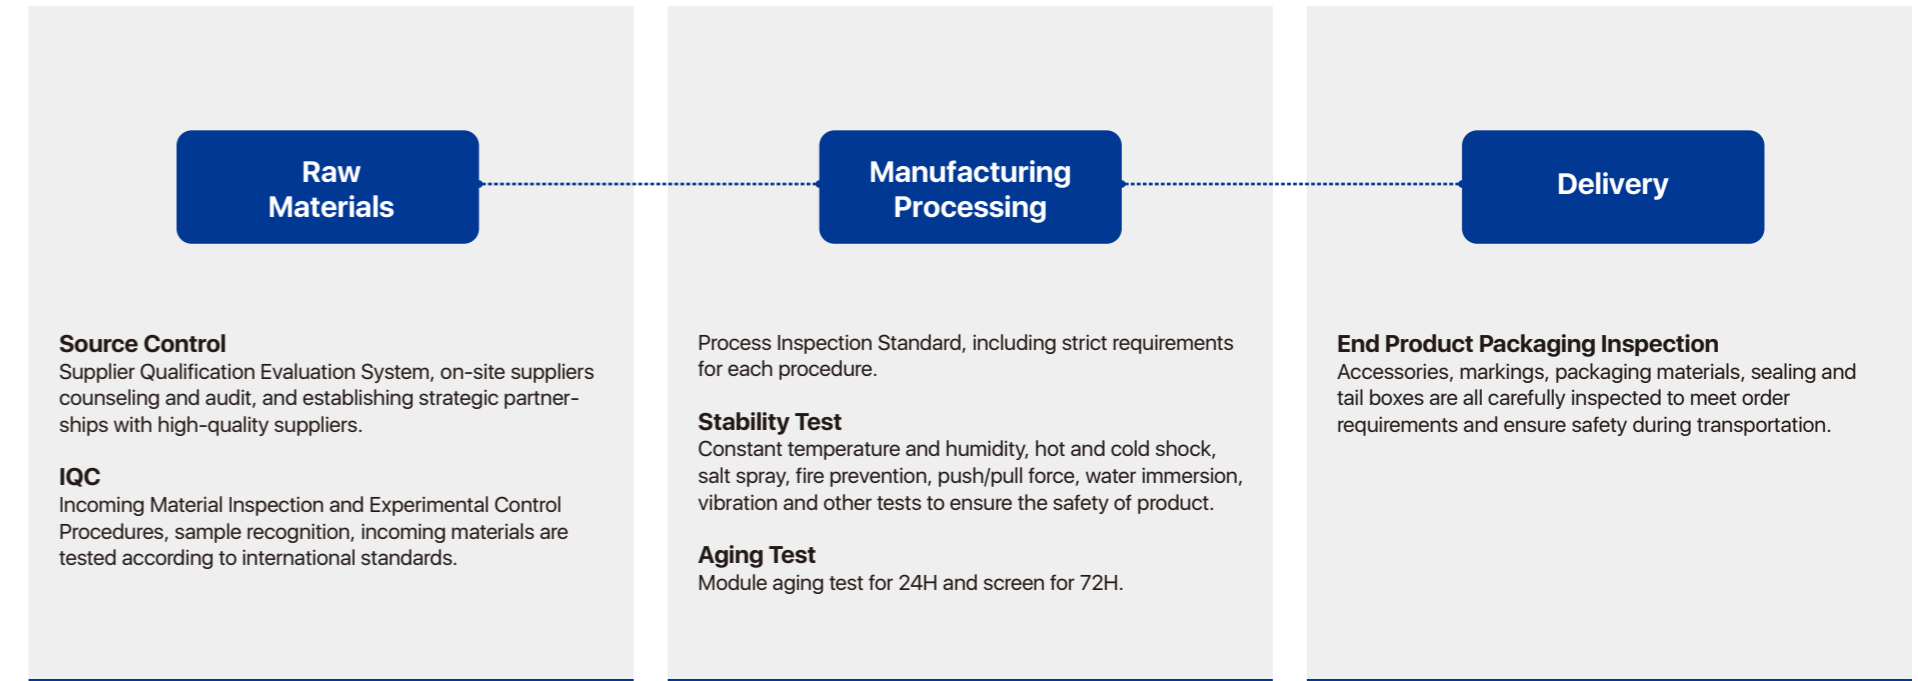 Raw
Materials
Source Control
Supplier Qualification Evaluation System, on-site suppliers
counseling and audit, and establishing strategic partner-
ships with high-quality suppliers.
IQC
Incoming Material Inspection and Experimental Control
Procedures, sample recognition, incoming materials are
tested according to international standards.
Manufacturing
Processing
Process Inspection Standard, including strict requirements
for each procedure.
Stability Test
Constant temperature and humidity, hot and cold shock,
salt spray, fire prevention, push/pull force, water immersion,
vibration and other tests to ensure the safety of product.
Aging Test
Module aging test for 24H and screen for 72H.
Delivery
End Product Packaging Inspection
Accessories, markings, packaging materials, sealing and
tail boxes are all carefully inspected to meet order
requirements and ensure safety during transportation.